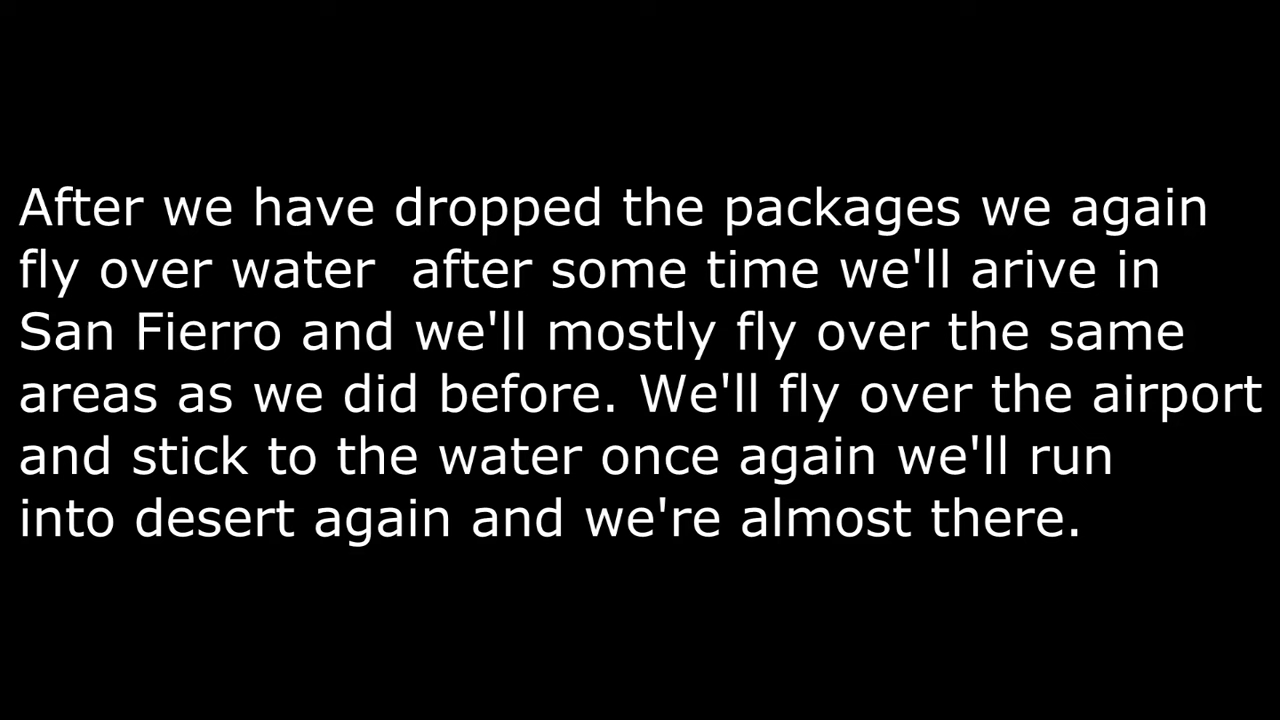 After we have dropped the packages we again
fly over water  after some time we'll arive in
San Fierro and we'll mostly fly over the same
areas as we did before. We'll fly over the airport
and stick to the water once again we'll run
into desert again and we're almost there.